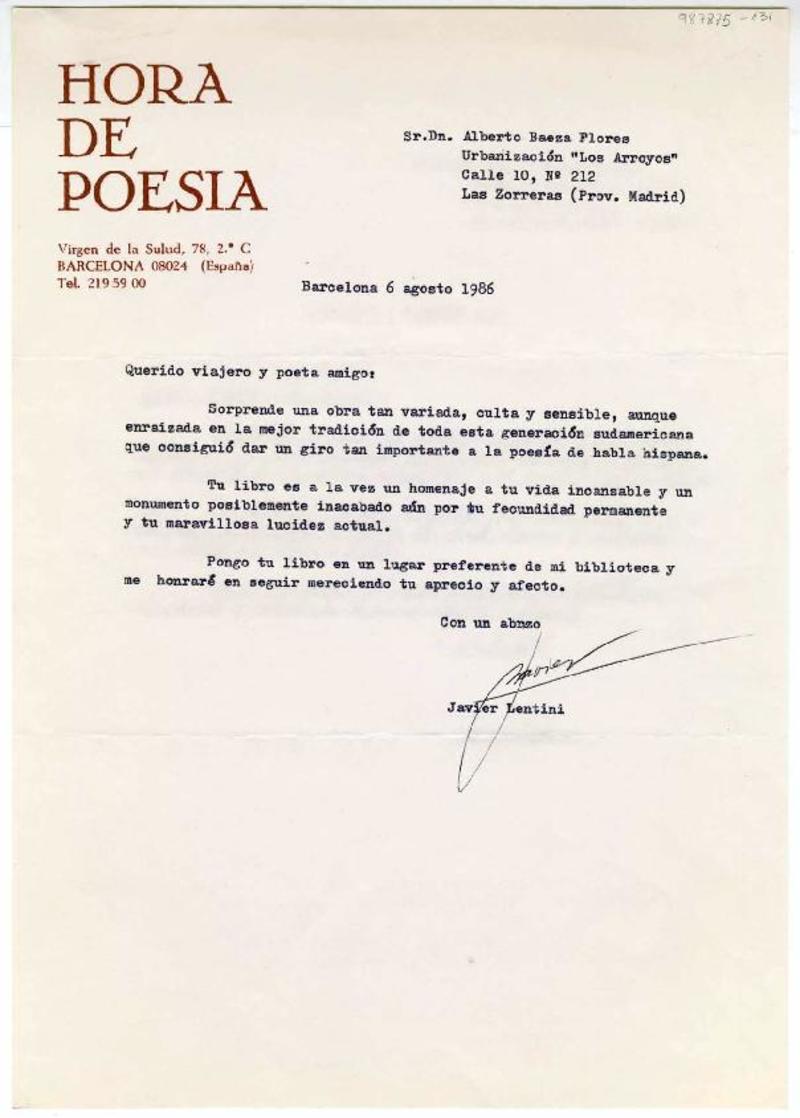 987875-131
HORA
DE
POESIA
Virgen de la Salud, 78, 2.º C
BARCELONA 08024 (España)
Tel. 219 59 00
Sr.Dn. Alberto Baeza Flores
Urbanización "Los Arroyos"
Calle 10, Nº 212
Las Zorreras (Prov. Madrid)
Barcelona 6 agosto 1986
Querido viajero y poeta amigo:
Sorprende una obra tan variada, culta y sensible, aunque
enraizada en la mejor tradición de toda esta generación sudamericana
que consiguió dar un giro tan importante a la poesía de habla hispana.
Tu libro es a la vez un homenaje a tu vida incansable y un
monumento posiblemente inacabado aún por tu fecundidad permanente
y tu maravillosa lucidez actual.
Pongo tu libro en un lugar preferente de mi biblioteca y
me honraré en seguir mereciendo tu aprecio y afecto.
Con un abrazo
Javier
Javier Lentini